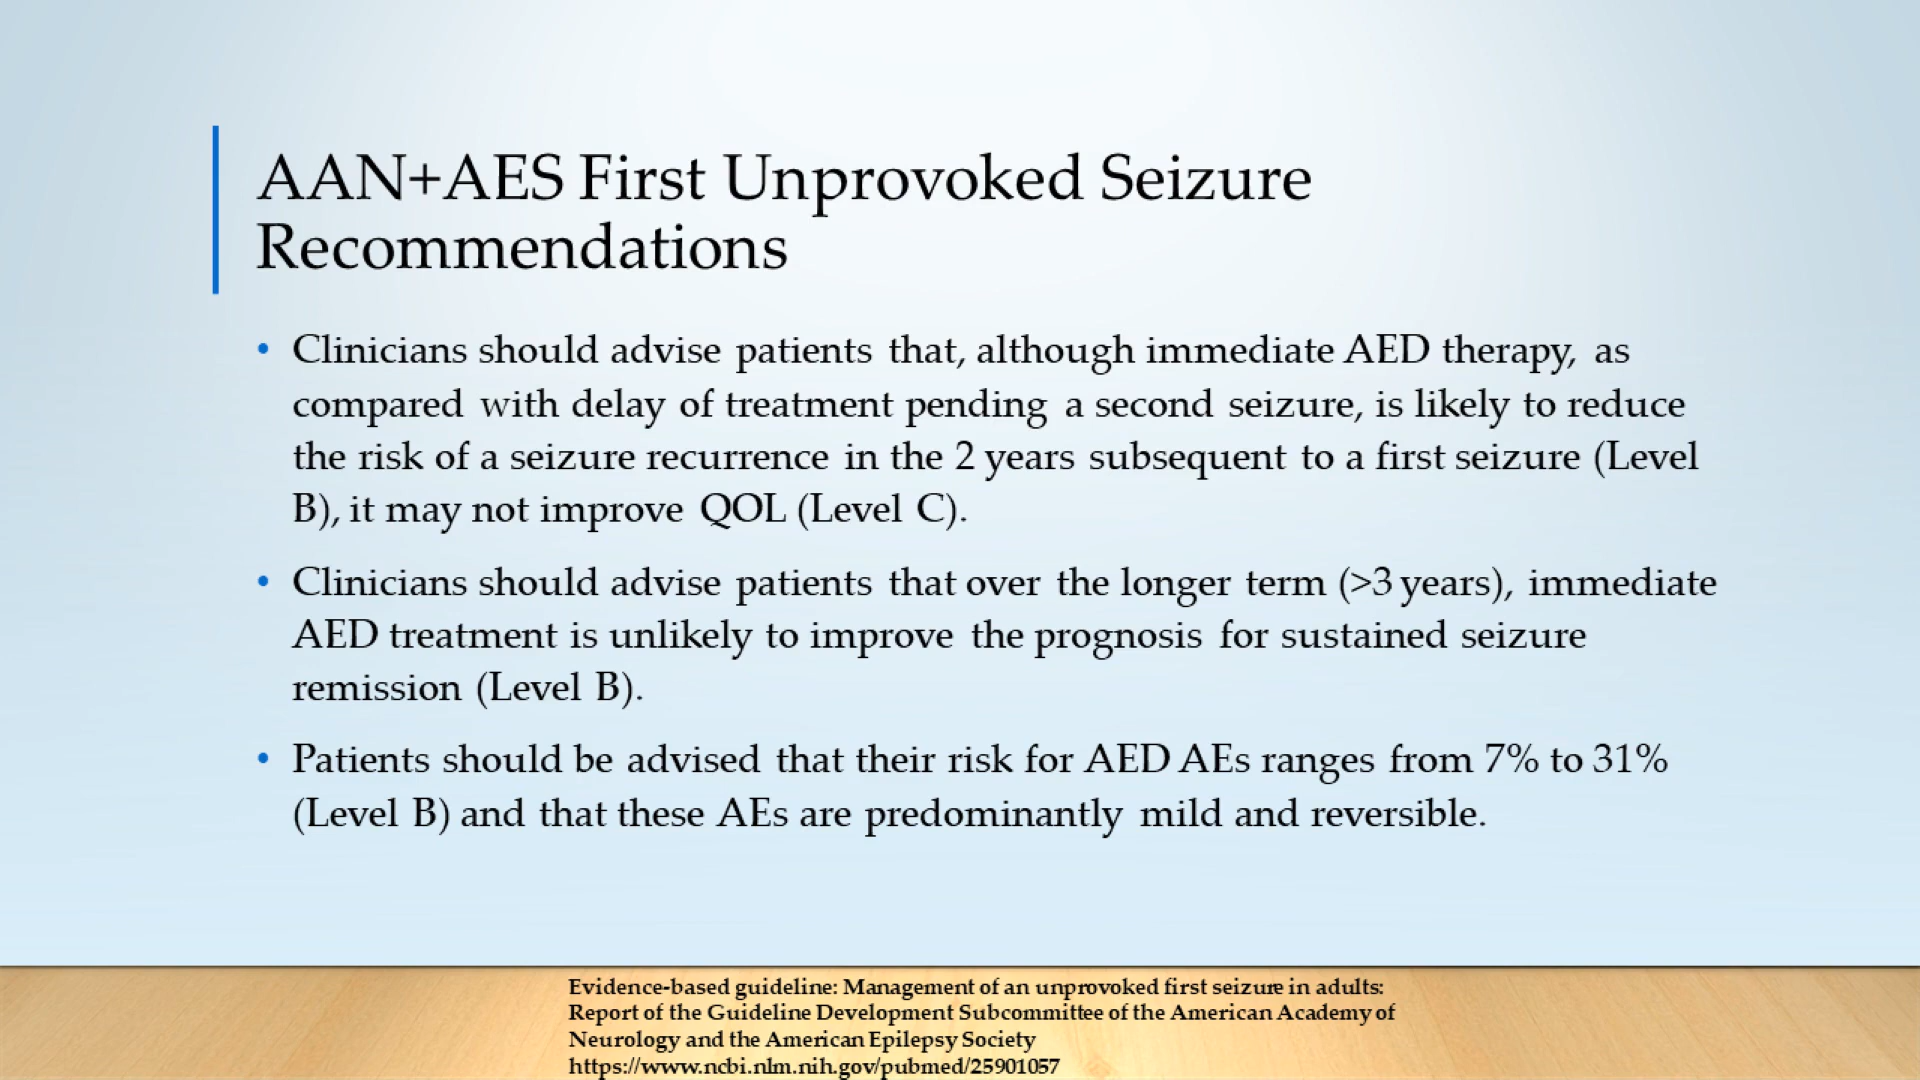 AAN+AES First Unprovoked Seizure
Recommendations
• Clinicians should advise patients that, although immediate AED therapy, as
compared with delay of treatment pending a second seizure, is likely to reduce
the risk of a seizure recurrence in the 2 years subsequent to a first seizure (Level
B), it may not improve QOL (Level C).
• Clinicians should advise patients that over the longer term (>3 years), immediate
AED treatment is unlikely to improve the prognosis for sustained seizure
remission (Level B).
• Patients should be advised that their risk for AED AEs ranges from 7% to 31%
(Level B) and that these AEs are predominantly mild and reversible.
Evidence-based guideline: Management of an unprovoked first seizure in adults:
Report of the Guideline Development Subcommittee of the American Academy of
Neurology and the American Epilepsy Society
https://www.ncbi.nlm.nih.gov/pubmed/25901057